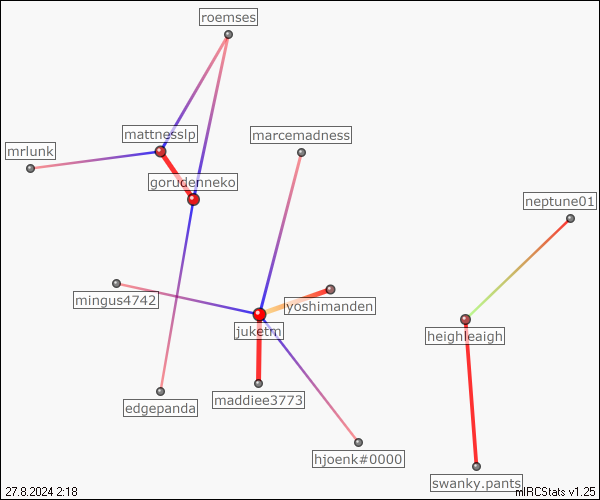 roemses
mattnesslp
marcemadness
mrlunk
gorudenneko
neptune01
mingus4742
yoshimanden
juketm
heighleaigh
maddiee3773
edgepanda
hjoenk#0000
swanky.pants
27.8.2024 2:18
mIRCStats v1.25